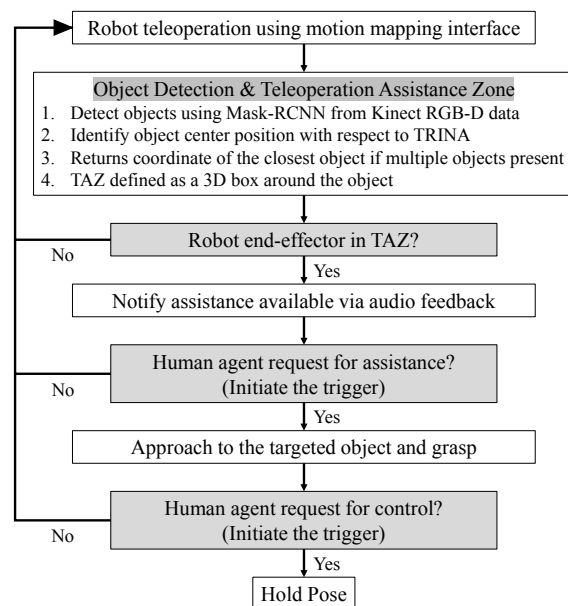 Robot teleoperation using motion mapping interface
Object Detection & Teleoperation Assistance Zone
1. Detect objects using Mask-RCNN from Kinect RGB-D data
2. Identify object center position with respect to TRINA
3. Returns coordinate of the closest object if multiple objects present
4. TAZ defined as a 3D box around the object
Robot end-effector in TAZ?
No
Yes
Notify assistance available via audio feedback
Human agent request for assistance?
(Initiate the trigger)
No
Yes
Approach to the targeted object and grasp
Human agent request for control?
(Initiate the trigger)
No
Yes
Hold Pose